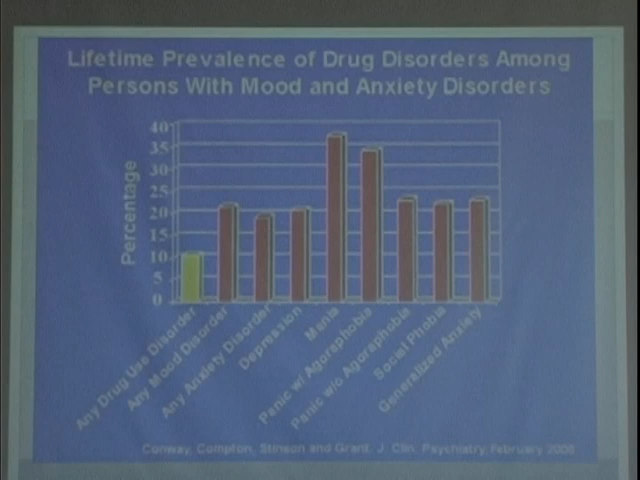 Lifetime Prevalence of Drug Disorders Among
Persons With Mood and Anxiety Disorders
Percentage
40
35
30
25
20
15
10
5
0
Any Drug Use Disorder
Any Mood Disorder
Any Anxiety Disorder
Depression
Mania
Panic w/ Agoraphobia
Panic w/o Agoraphobia
Social Phobia
Generalized Anxiety
Conway, Compton, Stinson and Grant. J. Clin. Psychiatry, February 2006